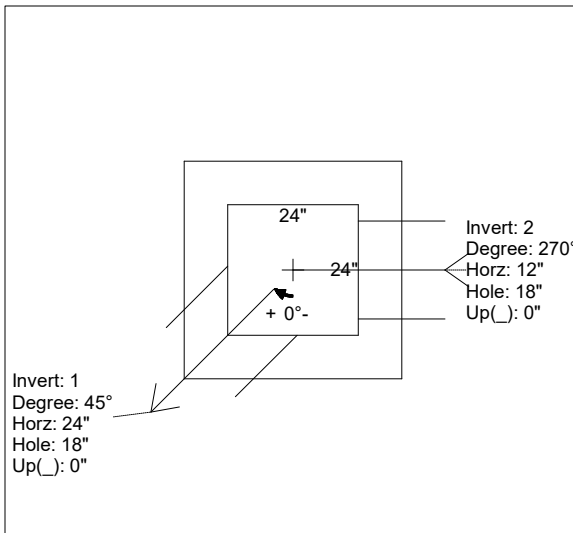 24"
24"
+ 0°-
Invert: 2
Degree: 270°
Horz: 12"
Hole: 18"
Up(_): 0"
Invert: 1
Degree: 45°
Horz: 24"
Hole: 18"
Up(_): 0"